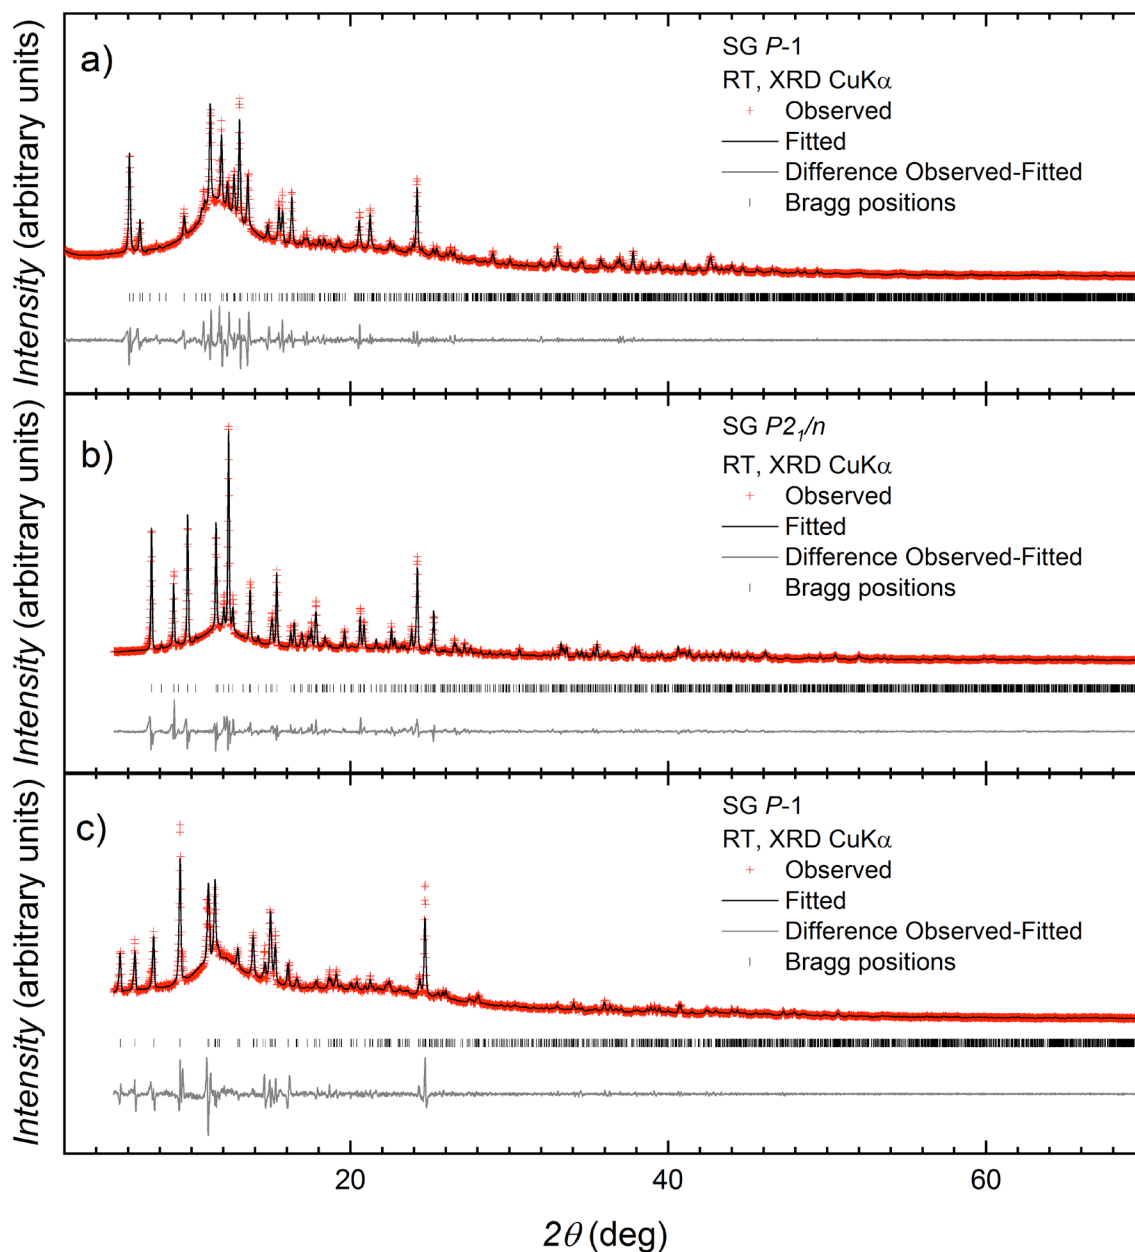 a)
SG P-1
RT, XRD CuKα
Observed
Fitted
Difference Observed-Fitted
Bragg positions
Intensity (arbitrary units)
b)
SG P2₁/n
RT, XRD CuKα
Observed
Fitted
Difference Observed-Fitted
Bragg positions
Intensity (arbitrary units)
c)
SG P-1
RT, XRD CuKα
Observed
Fitted
Difference Observed-Fitted
Bragg positions
Intensity (arbitrary units)
20 40 60
2θ (deg)